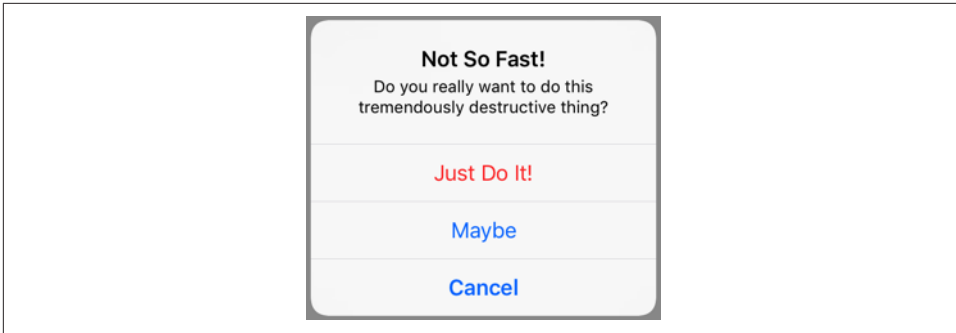 Not So Fast!
Do you really want to do this
tremendously destructive thing?
Just Do It!
Maybe
Cancel